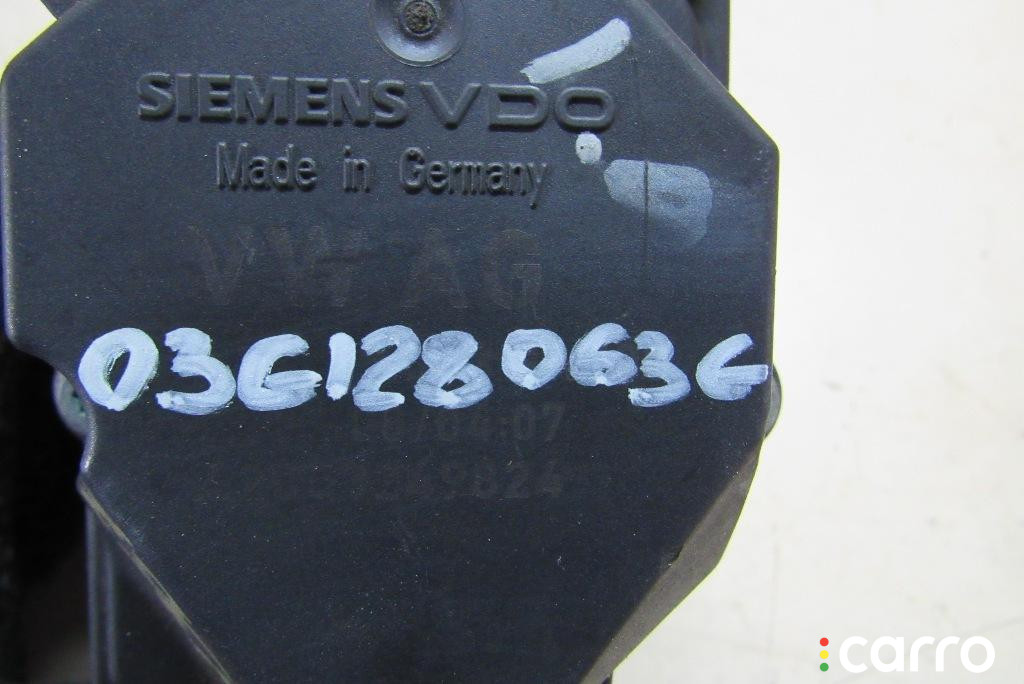 SIEMENS VDO
Made in Germany
VW AG
03G128063G
carro